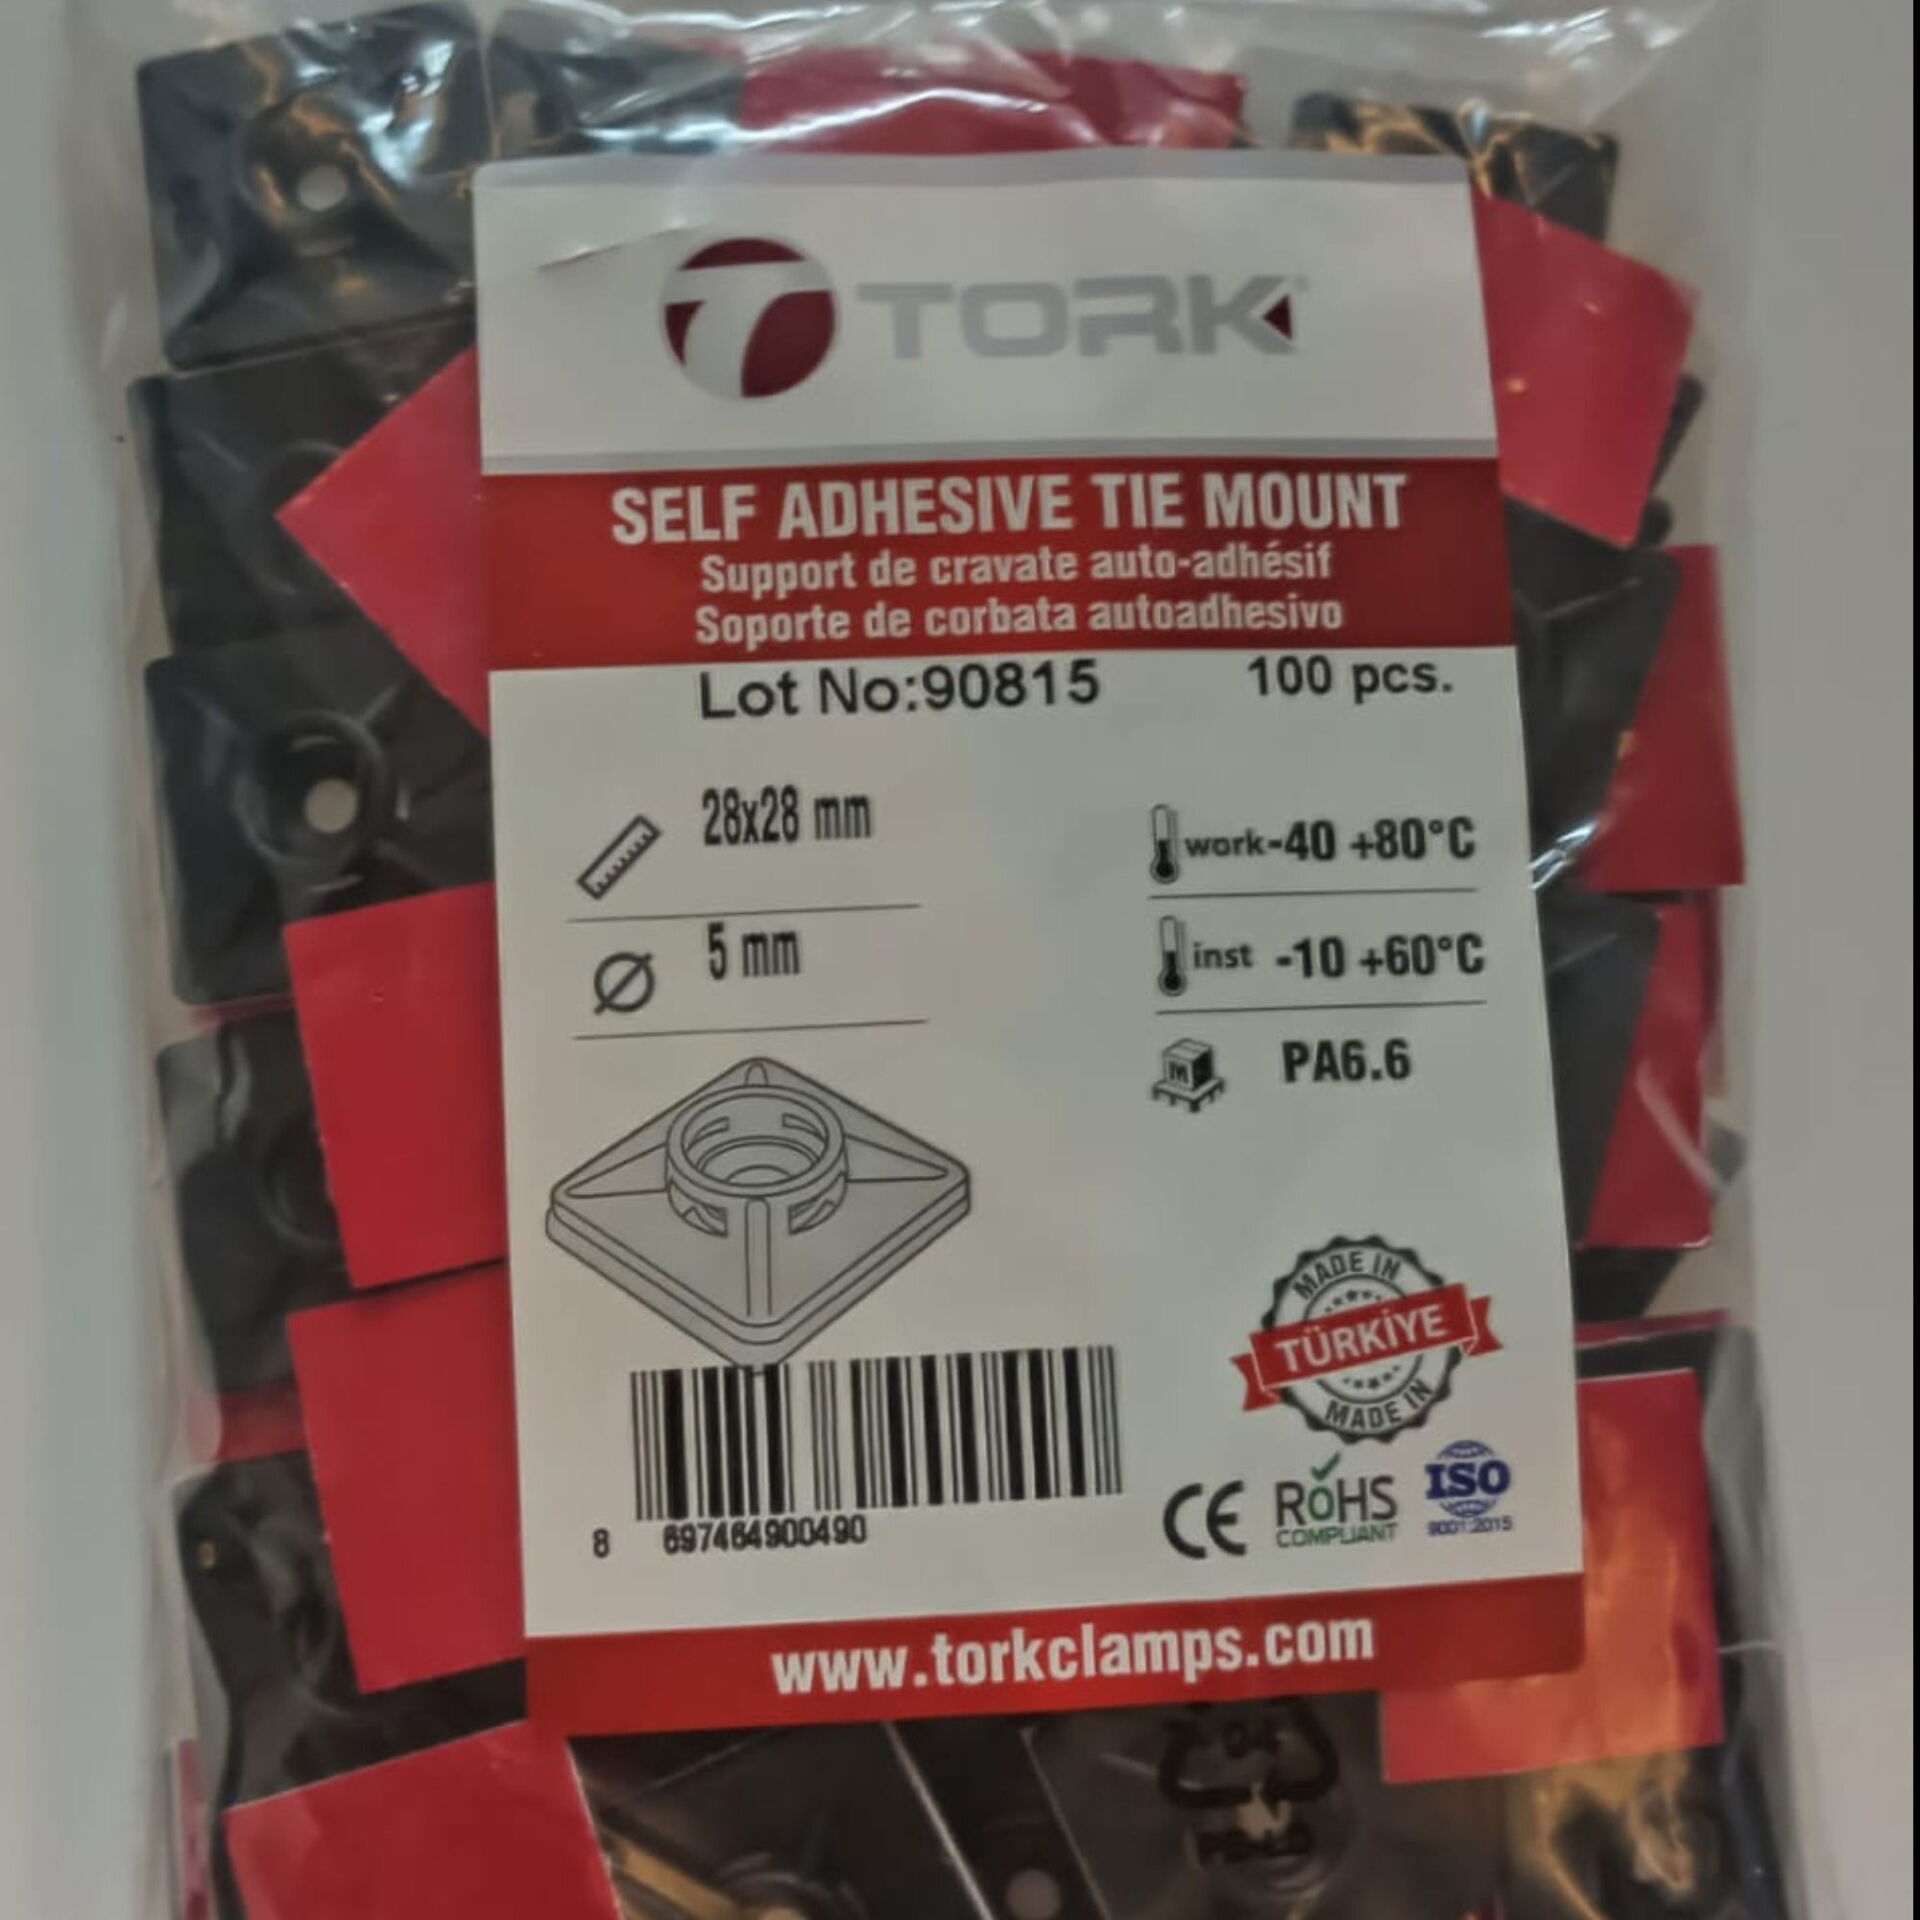 TORK
SELF ADHESIVE TIE MOUNT
Support de cravate auto-adhésif
Soporte de corbata autoadhesivo
Lot No:90815 100 pcs.
28x28 mm
work-40 +80°C
5 mm
inst -10 +60°C
M
PA6.6
MADE IN
TÜRKİYE
MADE IN
8 697464900490
CE
RoHS
COMPLIANT
ISO
9001:2015
www.torkclamps.com